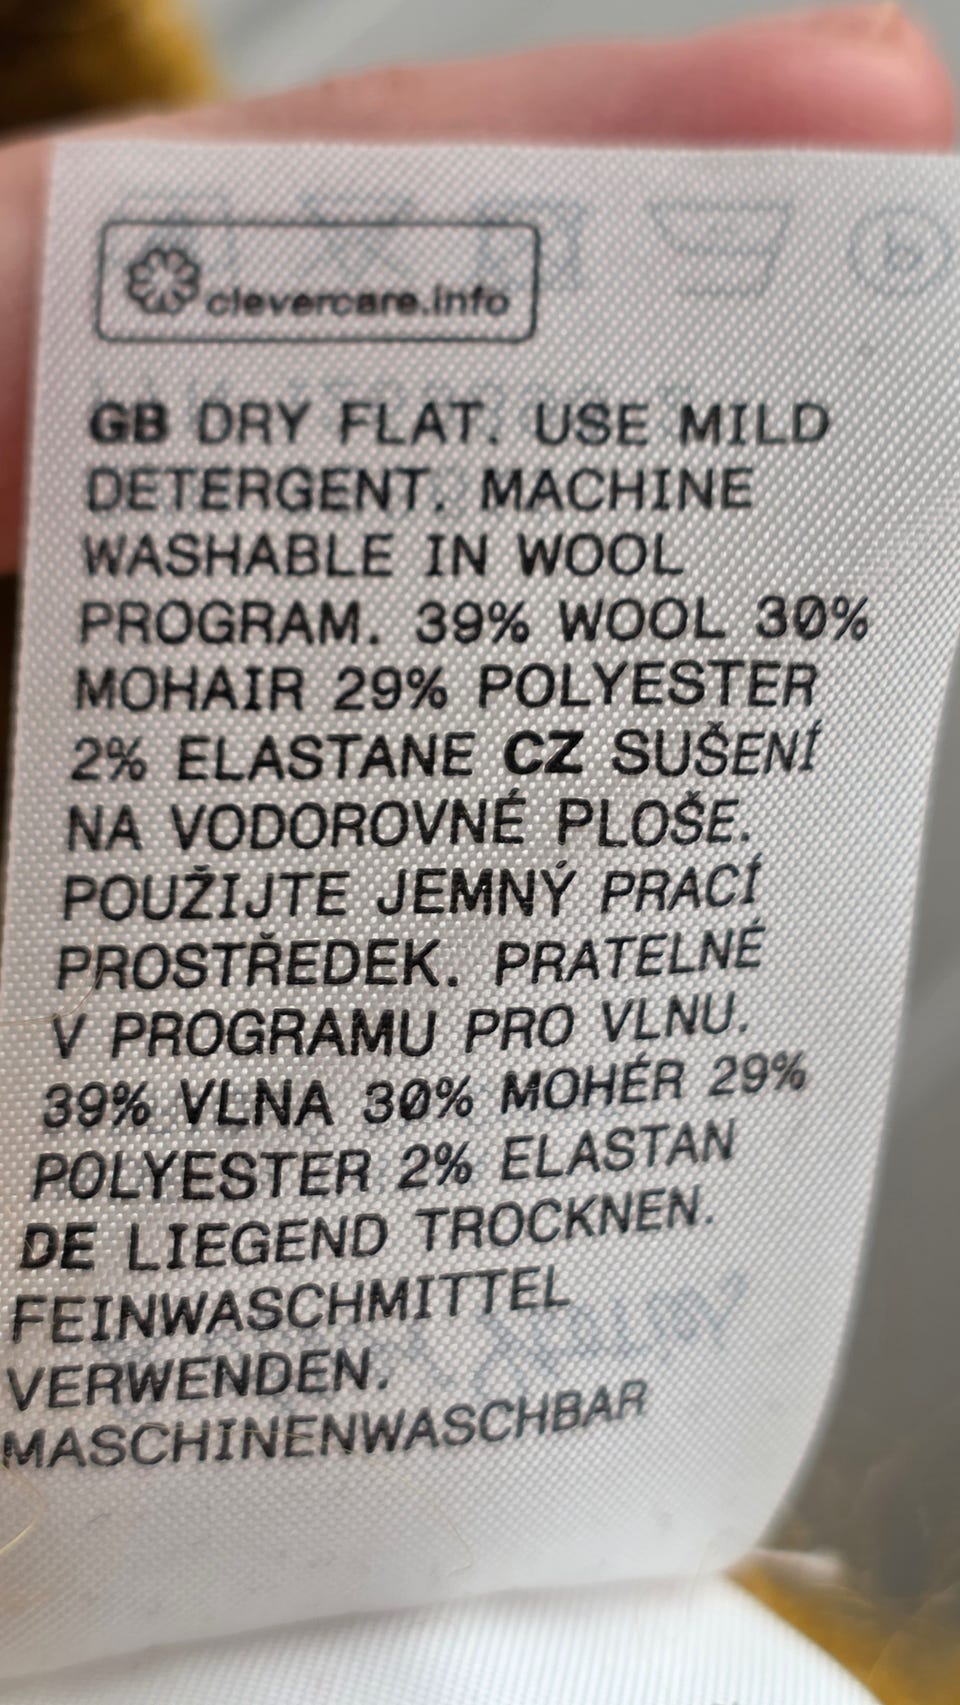 clevercare.info
GB DRY FLAT. USE MILD
DETERGENT. MACHINE
WASHABLE IN WOOL
PROGRAM. 39% WOOL 30%
MOHAIR 29% POLYESTER
2% ELASTANE CZ SUŠENÍ
NA VODOROVNÉ PLOŠE.
POUŽIJTE JEMNÝ PRACÍ
PROSTŘEDEK. PRATELNÉ
V PROGRAMU PRO VLNU.
39% VLNA 30% MOHÉR 29%
POLYESTER 2% ELASTAN
DE LIEGEND TROCKNEN.
FEINWASCHMITTEL
VERWENDEN.
MASCHINENWASCHBAR